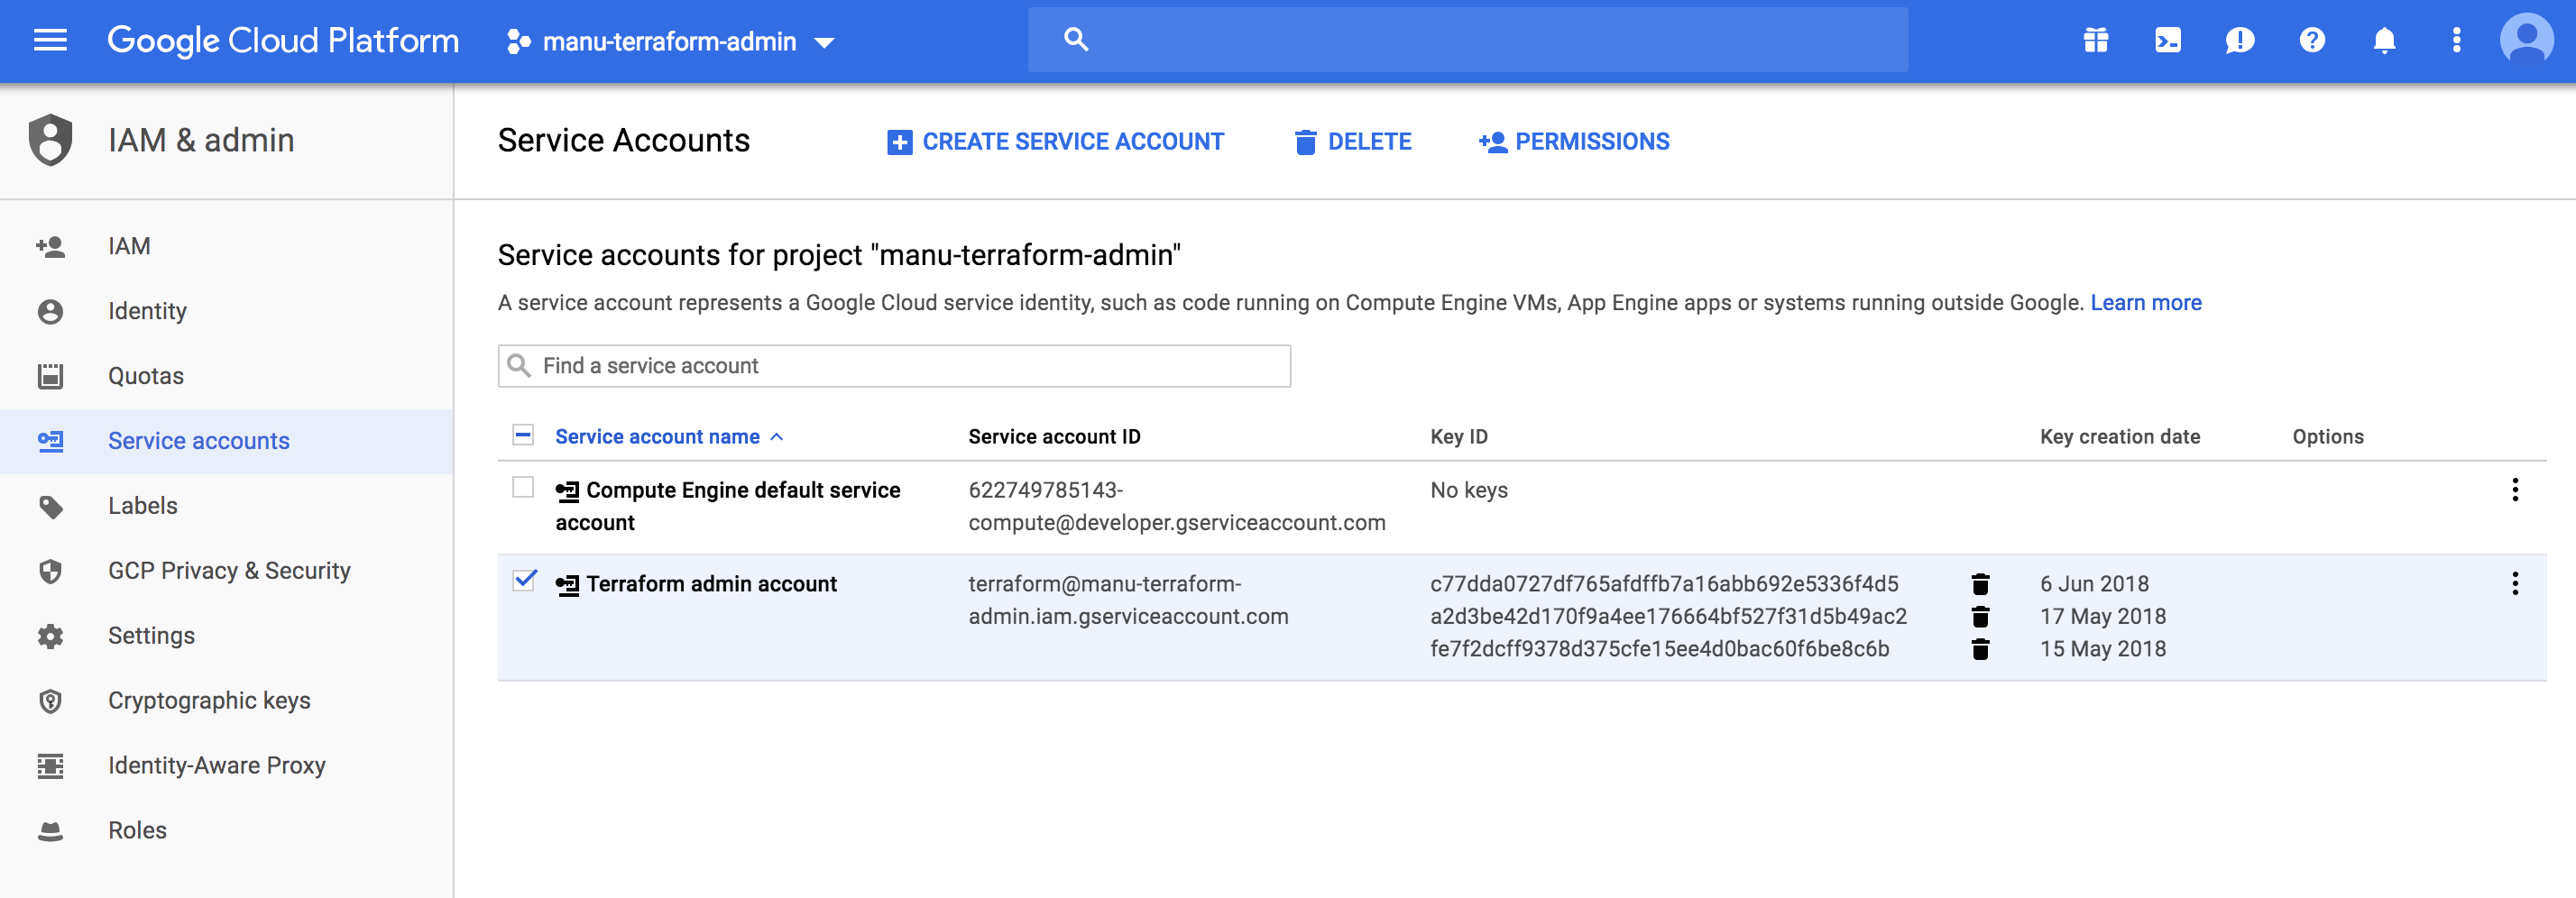 Google Cloud Platform
manu-terraform-admin
IAM & admin
IAM
Identity
Quotas
Service accounts
Labels
GCP Privacy & Security
Settings
Cryptographic keys
Identity-Aware Proxy
Roles
Service Accounts
CREATE SERVICE ACCOUNT
DELETE
PERMISSIONS
Service accounts for project "manu-terraform-admin"
A service account represents a Google Cloud service identity, such as code running on Compute Engine VMs, App Engine apps or systems running outside Google. Learn more
Find a service account
Service account name
Service account ID
Key ID
Key creation date
Options
Compute Engine default service
account
622749785143-
compute@developer.gserviceaccount.com
No keys
Terraform admin account
terraform@manu-terraform-
admin.iam.gserviceaccount.com
c77dda0727df765afdffb7a16abb692e5336f4d5
6 Jun 2018
a2d3be42d170f9a4ee176664bf527f31d5b49ac2
17 May 2018
fe7f2dcff9378d375cfe15ee4d0bac60f6be8c6b
15 May 2018